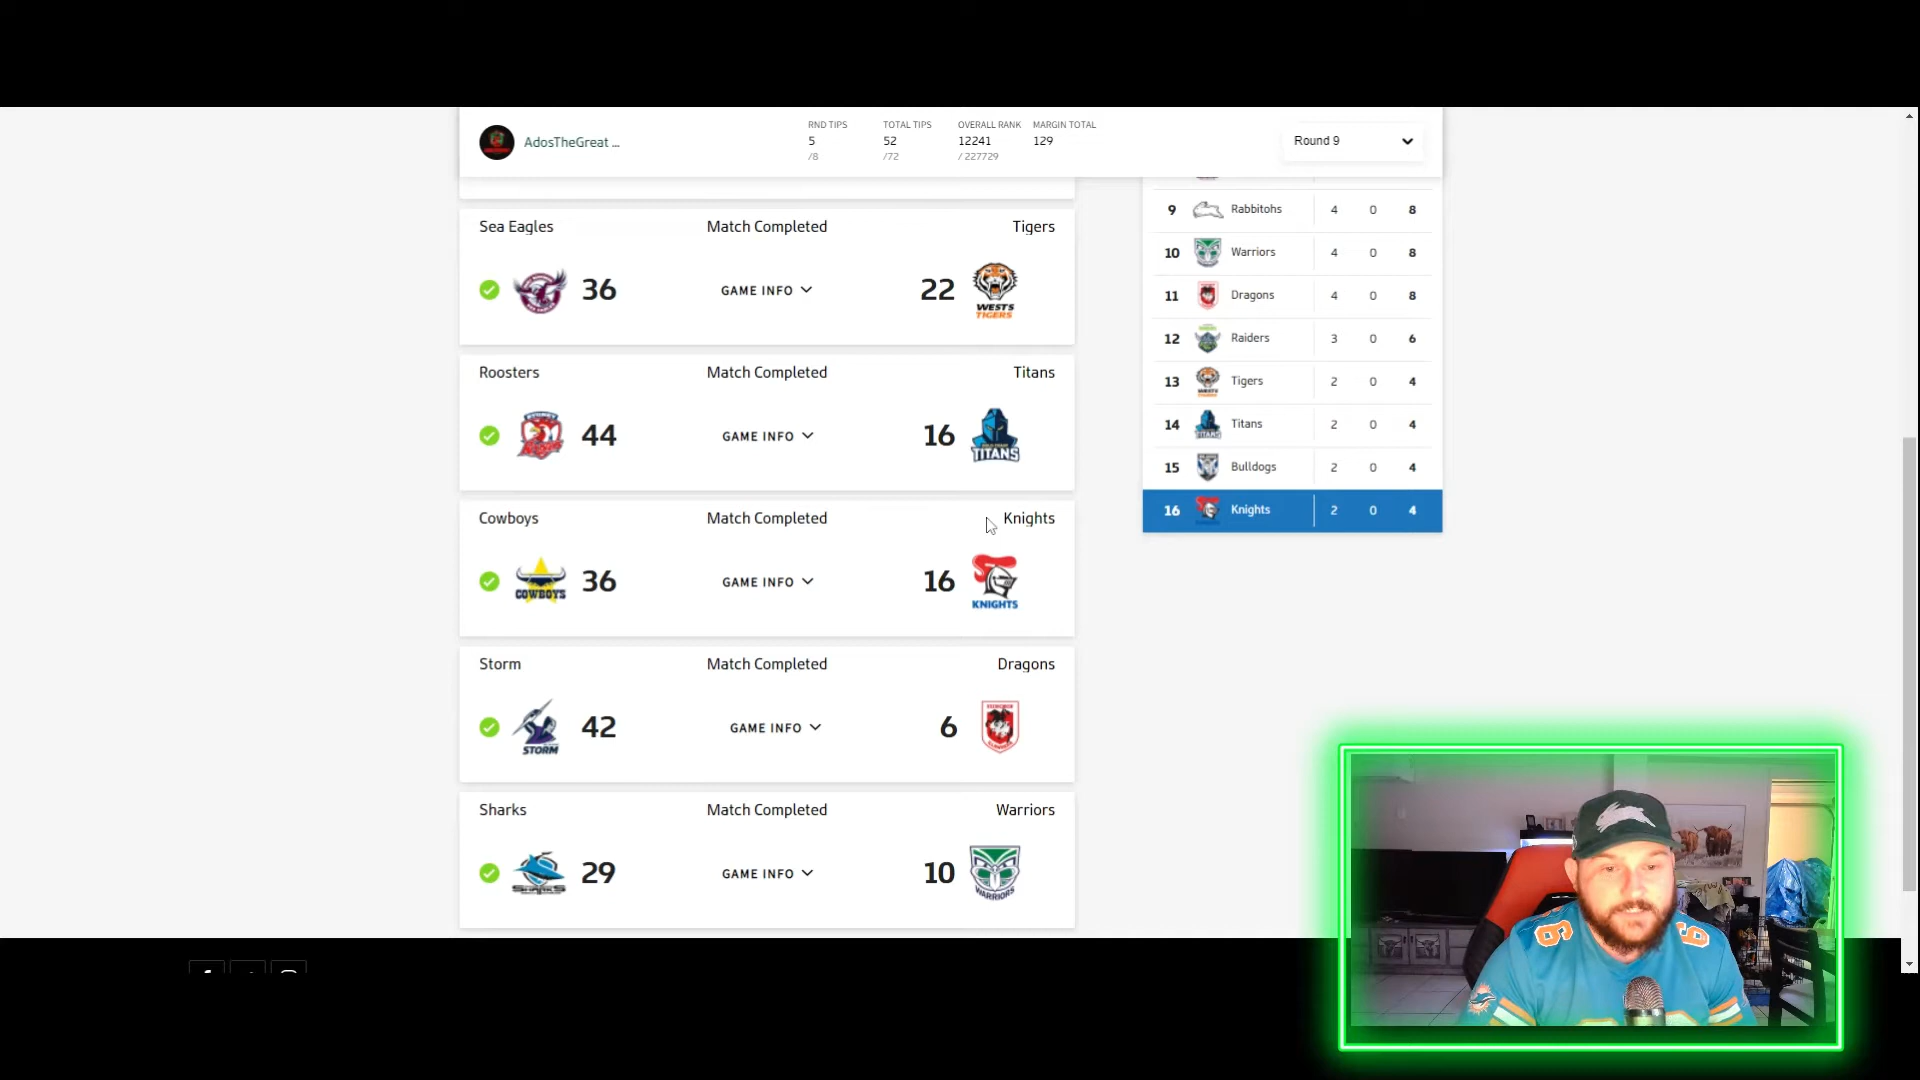 AdosTheGreat ...
RND TIPS
5
/8
TOTAL TIPS
52
/72
OVERALL RANK
12241
/ 227729
MARGIN TOTAL
129
Round 9
Sea Eagles Match Completed Tigers
36 GAME INFO 22
WESTS
TIGERS
Roosters Match Completed Titans
44 GAME INFO 16
TITANS
Cowboys Match Completed Knights
COWBOYS 36 GAME INFO 16
KNIGHTS
Storm Match Completed Dragons
42 GAME INFO 6
STORM
Sharks Match Completed Warriors
29 GAME INFO 10
SHARKS WARRIORS
9 Rabbitohs 4 0 8
10 Warriors 4 0 8
11 Dragons 4 0 8
12 Raiders 3 0 6
13 Tigers 2 0 4
14 Titans 2 0 4
15 Bulldogs 2 0 4
16 Knights 2 0 4